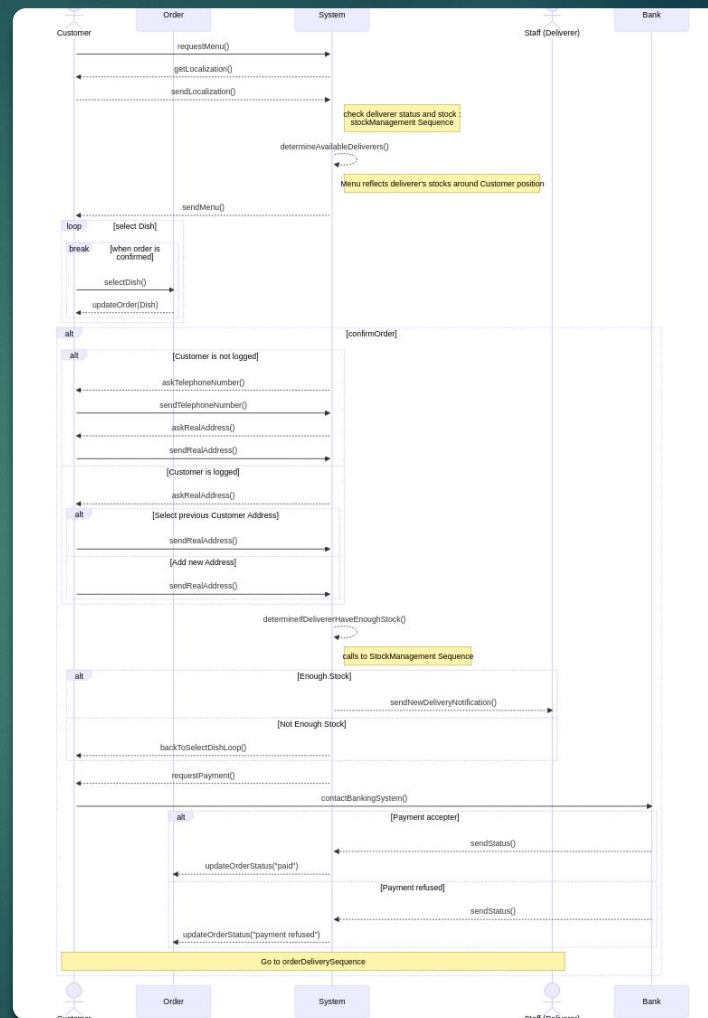 Order
System
Bank
Customer
Staff (Deliverer)
requestMenu()
getLocalization()
sendLocalization()
check deliverer status and stock :
stockManagement Sequence
determineAvailableDeliverers()
Menu reflects deliverer's stocks around Customer position
sendMenu()
loop
[select Dish]
break
[when order is
confirmed]
selectDish()
updateOrder(Dish)
alt
[confirmOrder]
alt
[Customer is not logged]
askTelephoneNumber()
sendTelephoneNumber()
askRealAddress()
sendRealAddress()
[Customer is logged]
askRealAddress()
alt
[Select previous Customer Address]
sendRealAddress()
[Add new Address]
sendRealAddress()
determineIfDelivererHaveEnoughStock()
calls to StockManagement Sequence
alt
[Enough Stock]
sendNewDeliveryNotification()
[Not Enough Stock]
backToSelectDishLoop()
requestPayment()
contactBankingSystem()
alt
[Payment accepter]
sendStatus()
updateOrderStatus("paid")
[Payment refused]
sendStatus()
updateOrderStatus("payment refused")
Go to orderDeliverySequence
Order
System
Bank
Customer
Staff (Deliverer)